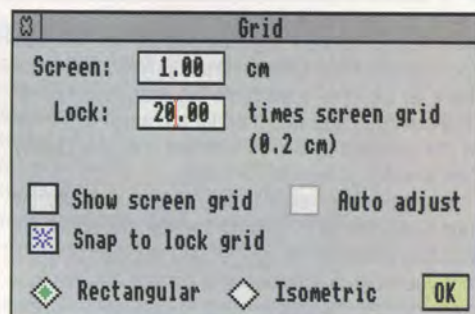 Grid
Screen: 1.00 cm
Lock: 20.00 times screen grid
(0.2 cm)
Show screen grid Auto adjust
Snap to lock grid
Rectangular Isometric OK